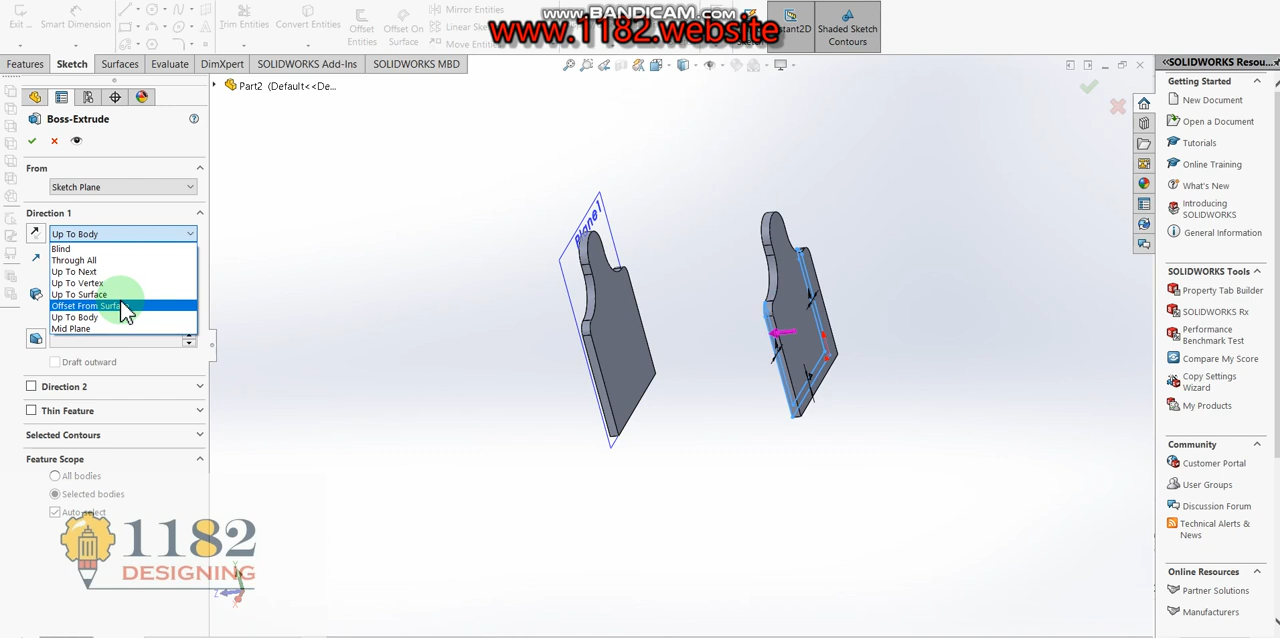 www.BANDICAM.com
www.1182.website
Exi...
Smart Dimension
Trim Entities
Convert Entities
Offset
Entities
Offset On
Surface
Mirror Entities
Linear Sk
Move Entities
Instant2D
Shaded Sketch
Contours
Features
Sketch
Surfaces
Evaluate
DimXpert
SOLIDWORKS Add-Ins
SOLIDWORKS MBD
Part2 (Default<<De...
Boss-Extrude
From
Sketch Plane
Direction 1
Up To Body
Blind
Through All
Up To Next
Up To Vertex
Up To Surface
Offset From Surfa
Up To Body
Mid Plane
Draft outward
Direction 2
Thin Feature
Selected Contours
Feature Scope
All bodies
Selected bodies
Auto-select
1182
DESIGNING
Z
Plane1
SOLIDWORKS Resou...
Getting Started
New Document
Open a Document
Tutorials
Online Training
What's New
Introducing
SOLIDWORKS
General Information
SOLIDWORKS Tools
Property Tab Builder
SOLIDWORKS Rx
Performance
Benchmark Test
Compare My Score
Copy Settings
Wizard
My Products
Community
Customer Portal
User Groups
Discussion Forum
Technical Alerts &
News
Online Resources
Partner Solutions
Manufacturers